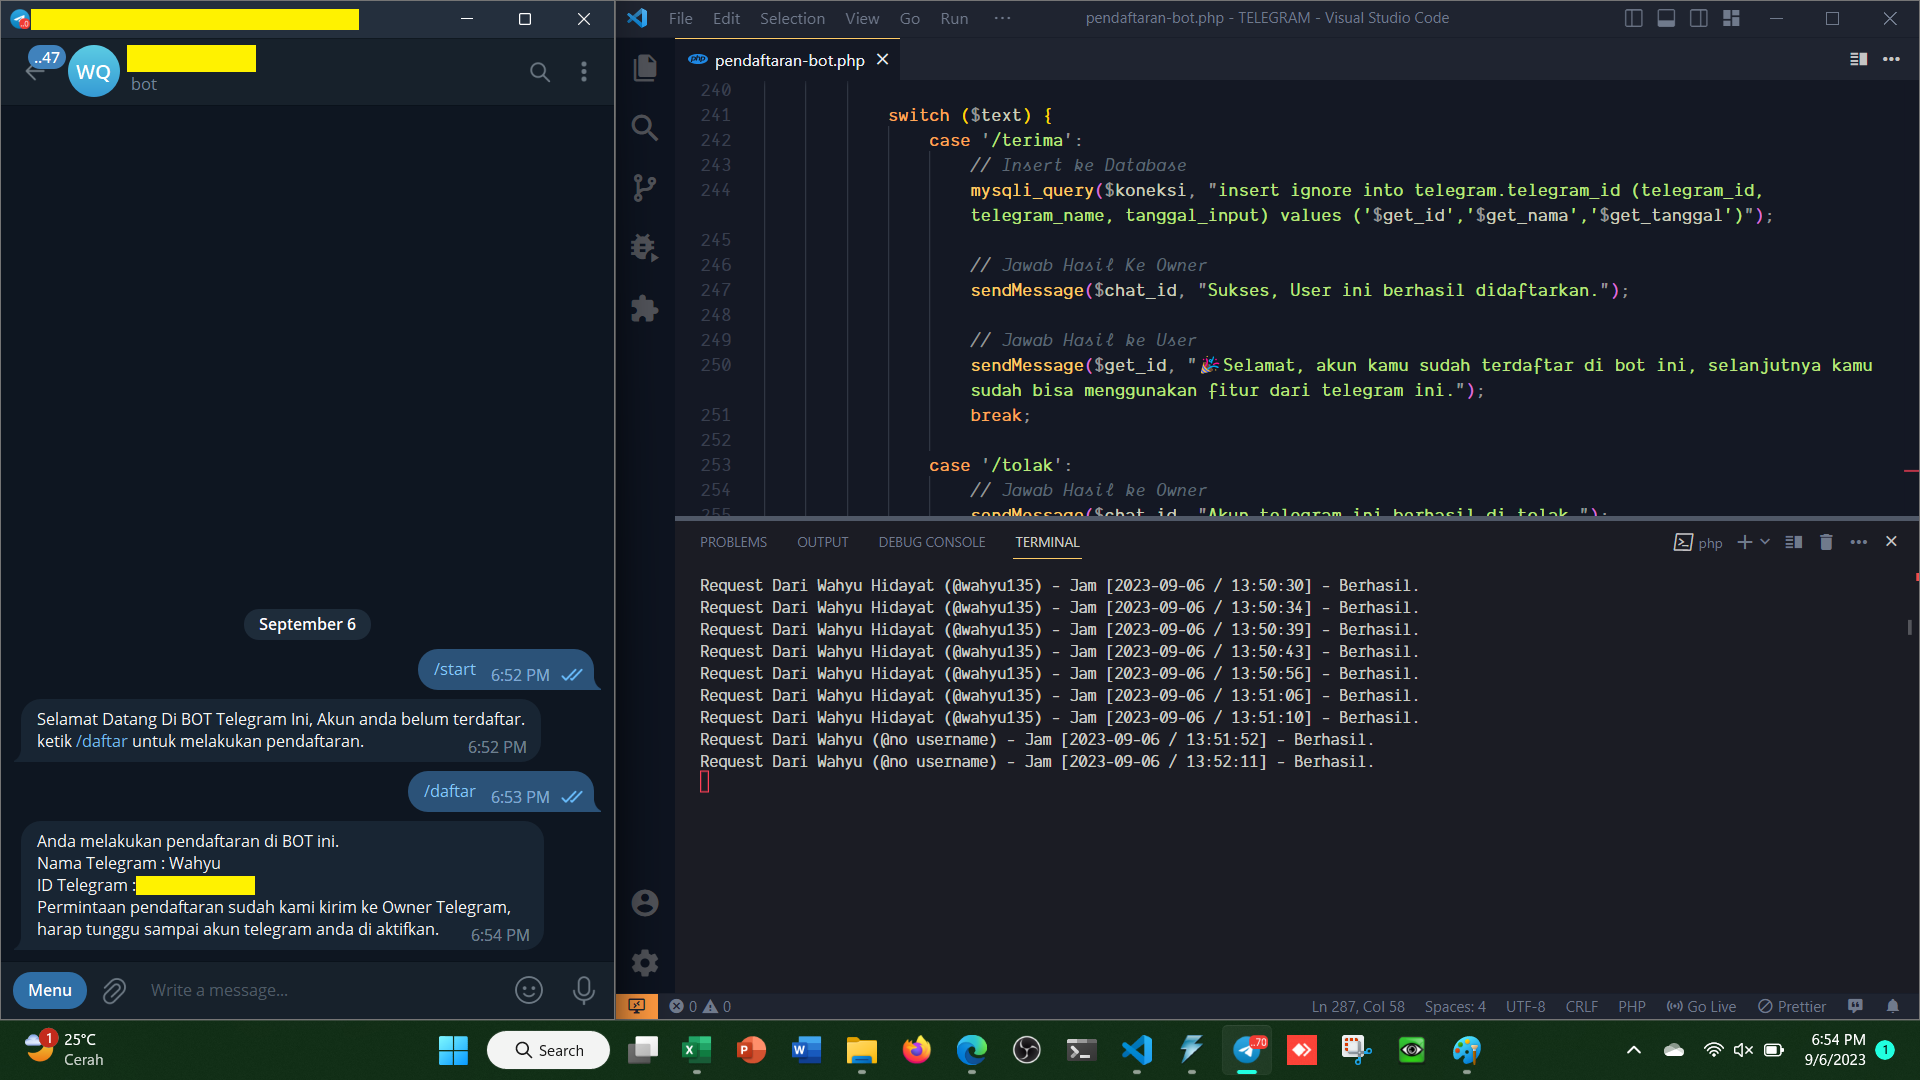 ..47
WQ
bot
September 6
/start 6:52 PM
Selamat Datang Di BOT Telegram Ini, Akun anda belum terdaftar.
ketik /daftar untuk melakukan pendaftaran. 6:52 PM
/daftar 6:53 PM
Anda melakukan pendaftaran di BOT ini.
Nama Telegram : Wahyu
ID Telegram :
Permintaan pendaftaran sudah kami kirim ke Owner Telegram,
harap tunggu sampai akun telegram anda di aktifkan. 6:54 PM
Menu Write a message...
File Edit Selection View Go Run ··· pendaftaran-bot.php - TELEGRAM - Visual Studio Code
php pendaftaran-bot.php
240
241 switch ($text) {
242 case '/terima':
243 // Insert ke Database
244 mysqli_query($koneksi, "insert ignore into telegram.telegram_id (telegram_id,
telegram_name, tanggal_input) values ('$get_id','$get_nama','$get_tanggal')");
245
246 // Jawab Hasil Ke Owner
247 sendMessage($chat_id, "Sukses, User ini berhasil didaftarkan.");
248
249 // Jawab Hasil ke User
250 sendMessage($get_id, "🎉Selamat, akun kamu sudah terdaftar di bot ini, selanjutnya kamu
sudah bisa menggunakan fitur dari telegram ini.");
251 break;
252
253 case '/tolak':
254 // Jawab Hasil ke Owner
255 sendMessage($chat_id, "Akun telegram ini berhasil di tolak.");
PROBLEMS OUTPUT DEBUG CONSOLE TERMINAL php
Request Dari Wahyu Hidayat (@wahyu135) - Jam [2023-09-06 / 13:50:30] - Berhasil.
Request Dari Wahyu Hidayat (@wahyu135) - Jam [2023-09-06 / 13:50:34] - Berhasil.
Request Dari Wahyu Hidayat (@wahyu135) - Jam [2023-09-06 / 13:50:39] - Berhasil.
Request Dari Wahyu Hidayat (@wahyu135) - Jam [2023-09-06 / 13:50:43] - Berhasil.
Request Dari Wahyu Hidayat (@wahyu135) - Jam [2023-09-06 / 13:50:56] - Berhasil.
Request Dari Wahyu Hidayat (@wahyu135) - Jam [2023-09-06 / 13:51:06] - Berhasil.
Request Dari Wahyu Hidayat (@wahyu135) - Jam [2023-09-06 / 13:51:10] - Berhasil.
Request Dari Wahyu (@no username) - Jam [2023-09-06 / 13:51:52] - Berhasil.
Request Dari Wahyu (@no username) - Jam [2023-09-06 / 13:52:11] - Berhasil.
0 0 Ln 287, Col 58 Spaces: 4 UTF-8 CRLF PHP Go Live Prettier
1 25°C
Cerah
Search
..70
6:54 PM
9/6/2023 1